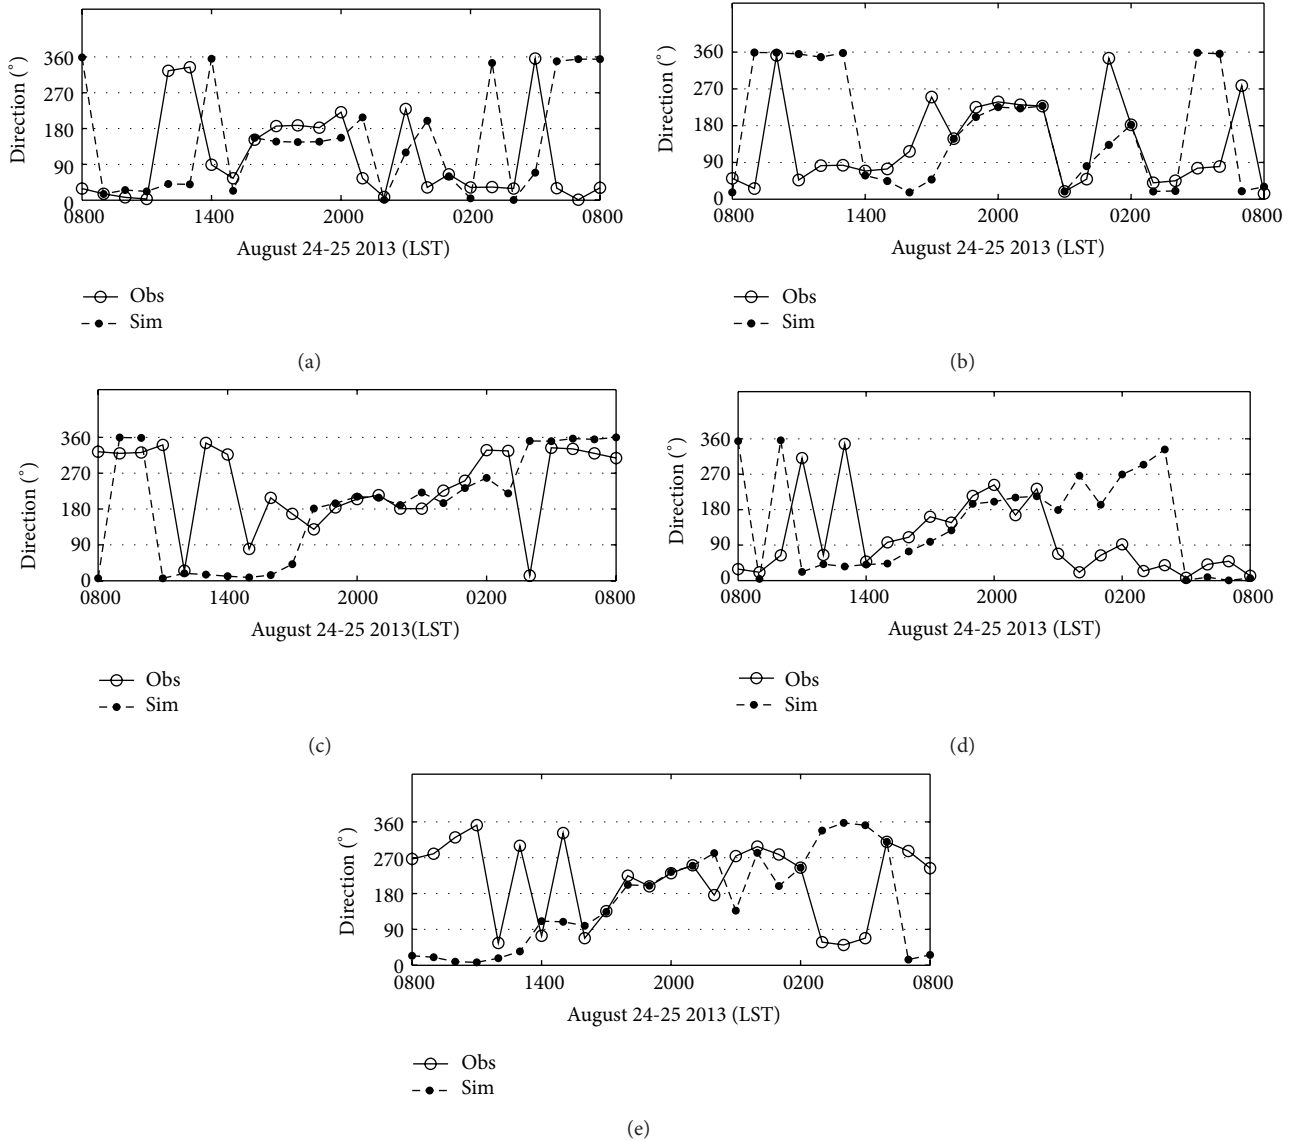 Direction (°)
360
270
180
90
0
0800 1400 2000 0200 0800
August 24-25 2013 (LST)
Obs
Sim
(a)
Direction (°)
360
270
180
90
0
0800 1400 2000 0200 0800
August 24-25 2013 (LST)
Obs
Sim
(b)
Direction (°)
360
270
180
90
0
0800 1400 2000 0200 0800
August 24-25 2013(LST)
Obs
Sim
(c)
Direction (°)
360
270
180
90
0
0800 1400 2000 0200 0800
August 24-25 2013 (LST)
Obs
Sim
(d)
Direction (°)
360
270
180
90
0
0800 1400 2000 0200 0800
August 24-25 2013 (LST)
Obs
Sim
(e)